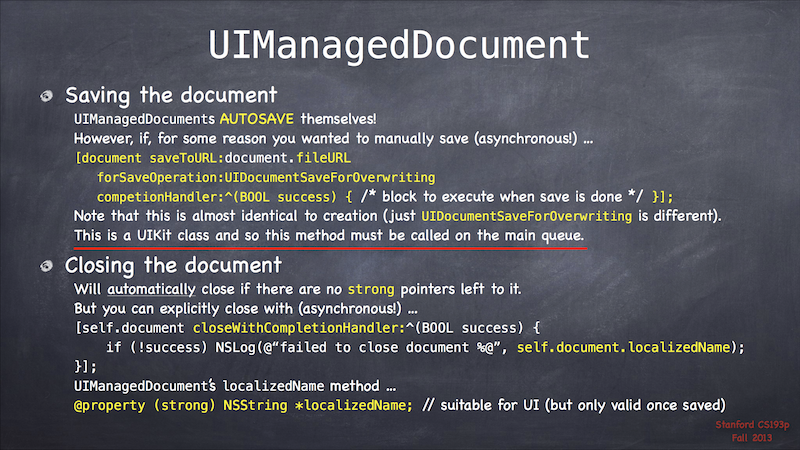 UIManagedDocument
Saving the document
UIManagedDocuments AUTOSAVE themselves!
However, if, for some reason you wanted to manually save (asynchronous!) …
[document saveToURL:document.fileURL
forSaveOperation:UIDocumentSaveForOverwriting
competionHandler:^(BOOL success) { /* block to execute when save is done */ }];
Note that this is almost identical to creation (just UIDocumentSaveForOverwriting is different).
This is a UIKit class and so this method must be called on the main queue.
Closing the document
Will automatically close if there are no strong pointers left to it.
But you can explicitly close with (asynchronous!) …
[self.document closeWithCompletionHandler:^(BOOL success) {
if (!success) NSLog(@“failed to close document %@”, self.document.localizedName);
}];
UIManagedDocument’s localizedName method …
@property (strong) NSString *localizedName; // suitable for UI (but only valid once saved)
Stanford CS193p
Fall 2013